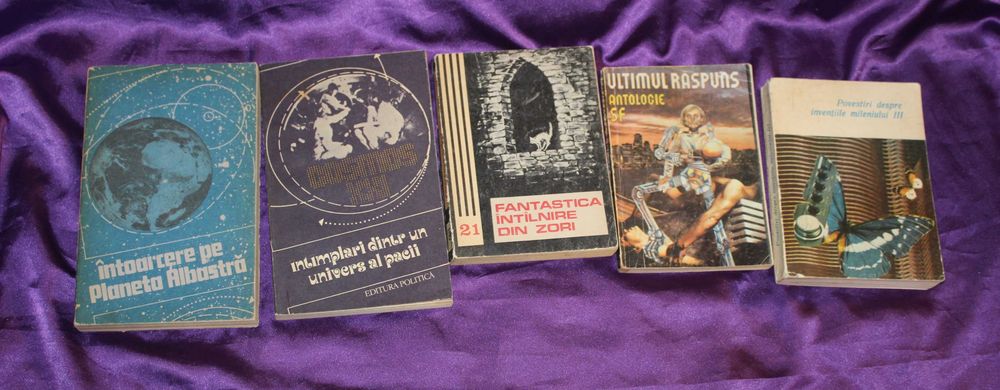 întoarcere pe
Planeta Albastră
întîmplări dintr un
univers al păcii
EDITURA POLITICĂ
21
FANTASTICA
ÎNTÎLNIRE
DIN ZORI
ULTIMUL RĂSPUNS
ANTOLOGIE
SF
Povestiri despre
invențiile mileniului III